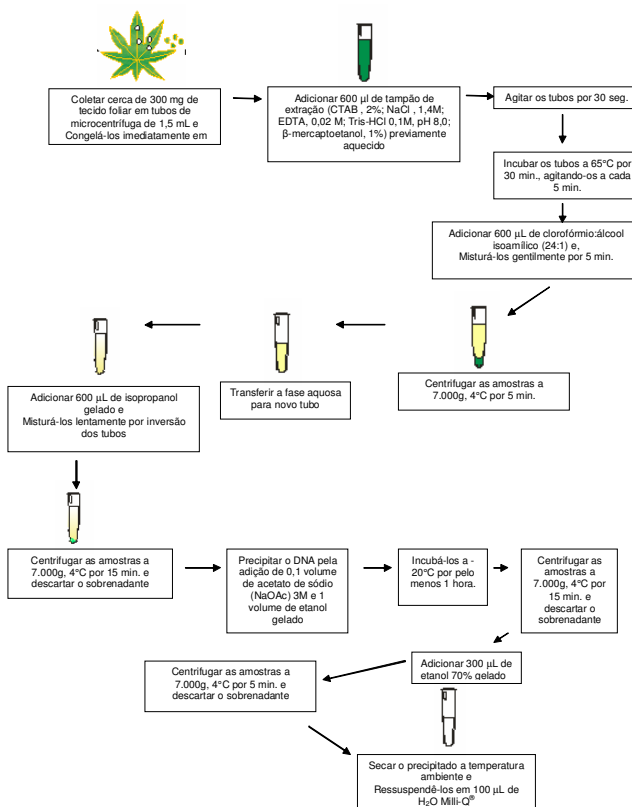 Coletar cerca de 300 mg de
tecido foliar em tubos de
microcentrífuga de 1,5 mL e
Congelá-los imediatamente em
Adicionar 600 µl de tampão de
extração (CTAB , 2%; NaCl , 1,4M;
EDTA, 0,02 M; Tris-HCl 0,1M, pH 8,0;
β-mercaptoetanol, 1%) previamente
aquecido
Agitar os tubos por 30 seg.
Incubar os tubos a 65°C por
30 min., agitando-os a cada
5 min.
Adicionar 600 µL de clorofórmio:álcool
isoamílico (24:1) e,
Misturá-los gentilmente por 5 min.
Centrifugar as amostras a
7.000g, 4°C por 5 min.
Transferir a fase aquosa
para novo tubo
Adicionar 600 µL de isopropanol
gelado e
Misturá-los lentamente por inversão
dos tubos
Centrifugar as amostras a
7.000g, 4°C por 15 min. e
descartar o sobrenadante
Precipitar o DNA pela
adição de 0,1 volume
de acetato de sódio
(NaOAc) 3M e 1
volume de etanol
gelado
Incubá-los a -
20°C por pelo
menos 1 hora.
Centrifugar as
amostras a
7.000g, 4°C por
15 min. e
descartar o
sobrenadante
Adicionar 300 µL de
etanol 70% gelado
Centrifugar as amostras a
7.000g, 4°C por 5 min. e
descartar o sobrenadante
Secar o precipitado a temperatura
ambiente e
Ressuspendê-los em 100 µL de
H₂O Milli-Q®